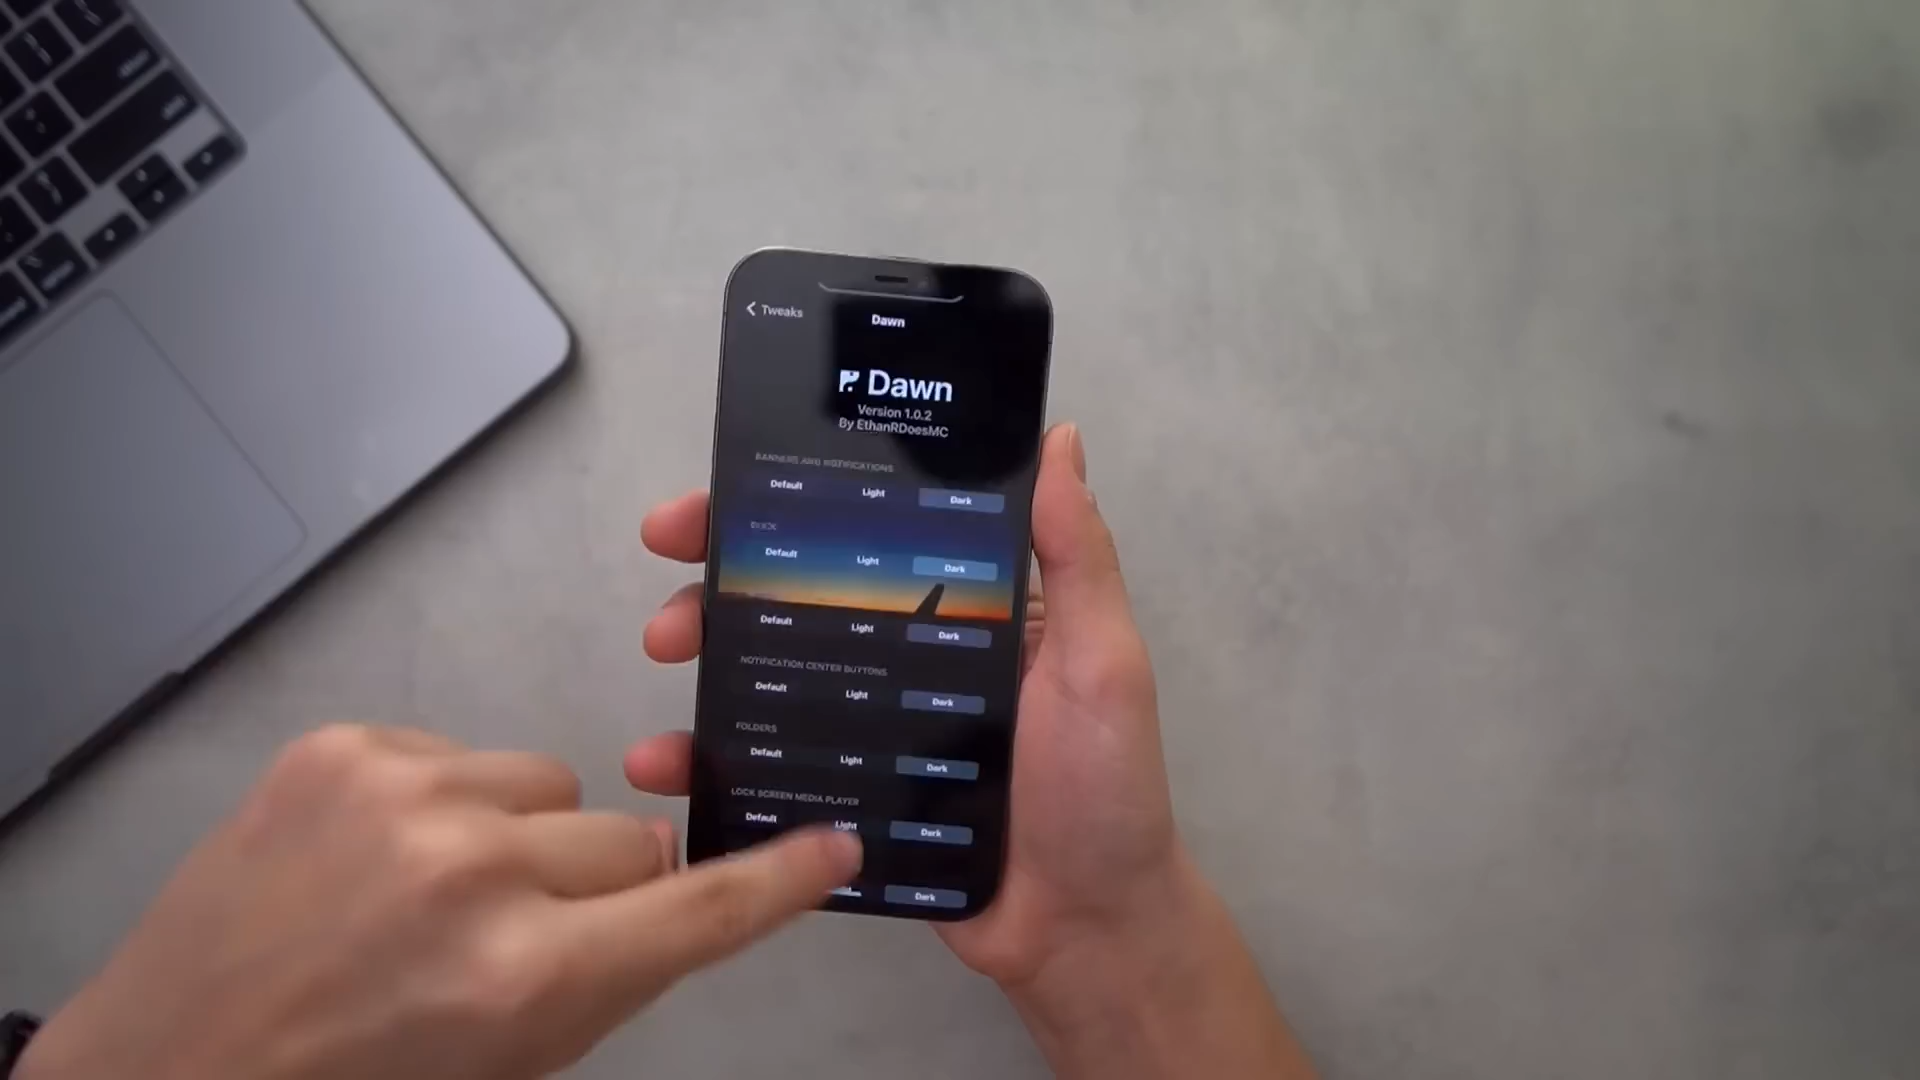 Tweaks
Dawn
Dawn
Version 1.0.2
By EthanRDoesMC
BANNERS AND NOTIFICATIONS
Default Light Dark
DOCK
Default Light Dark
Default Light Dark
NOTIFICATION CENTER BUTTONS
Default Light Dark
FOLDERS
Default Light Dark
LOCK SCREEN MEDIA PLAYER
Default Light Dark
Dark